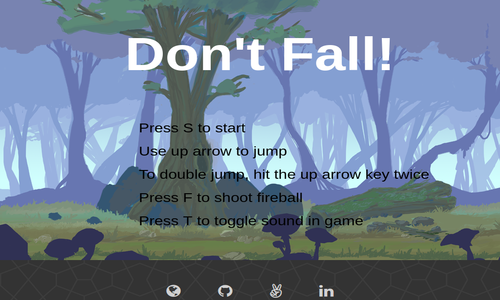 Don't Fall!
Press S to start
Use up arrow to jump
To double jump, hit the up arrow key twice
Press F to shoot fireball
Press T to toggle sound in game